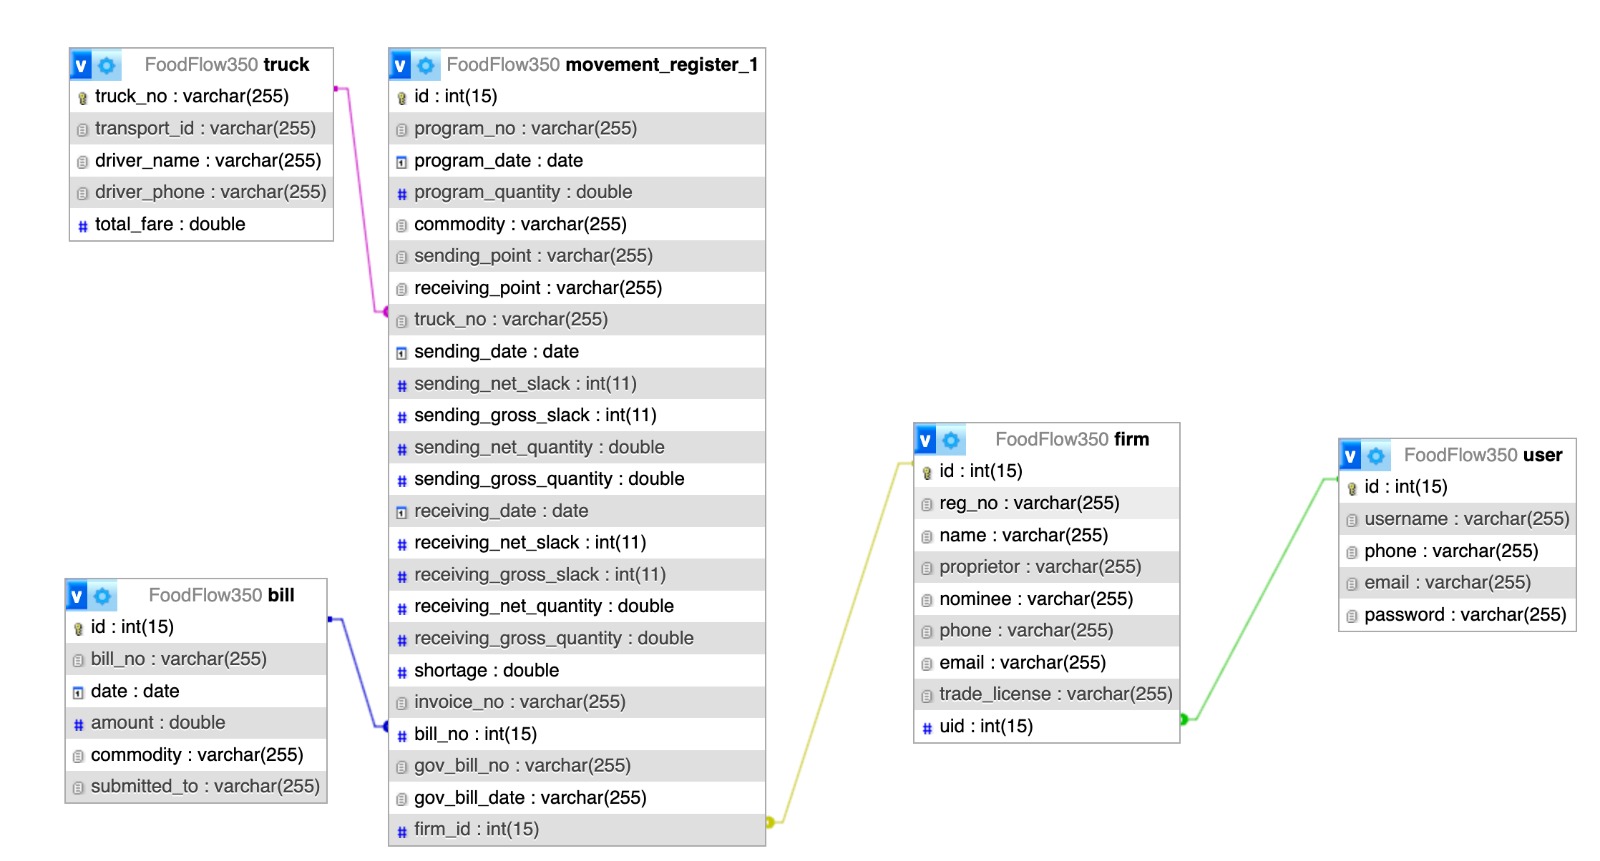 FoodFlow350 truck
truck_no : varchar(255)
transport_id : varchar(255)
driver_name : varchar(255)
driver_phone : varchar(255)
total_fare : double
FoodFlow350 movement_register_1
id : int(15)
program_no : varchar(255)
program_date : date
program_quantity : double
commodity : varchar(255)
sending_point : varchar(255)
receiving_point : varchar(255)
truck_no : varchar(255)
sending_date : date
sending_net_slack : int(11)
sending_gross_slack : int(11)
sending_net_quantity : double
sending_gross_quantity : double
receiving_date : date
receiving_net_slack : int(11)
receiving_gross_slack : int(11)
receiving_net_quantity : double
receiving_gross_quantity : double
shortage : double
invoice_no : varchar(255)
bill_no : int(15)
gov_bill_no : varchar(255)
gov_bill_date : varchar(255)
firm_id : int(15)
FoodFlow350 bill
id : int(15)
bill_no : varchar(255)
date : date
amount : double
commodity : varchar(255)
submitted_to : varchar(255)
FoodFlow350 firm
id : int(15)
reg_no : varchar(255)
name : varchar(255)
proprietor : varchar(255)
nominee : varchar(255)
phone : varchar(255)
email : varchar(255)
trade_license : varchar(255)
uid : int(15)
FoodFlow350 user
id : int(15)
username : varchar(255)
phone : varchar(255)
email : varchar(255)
password : varchar(255)